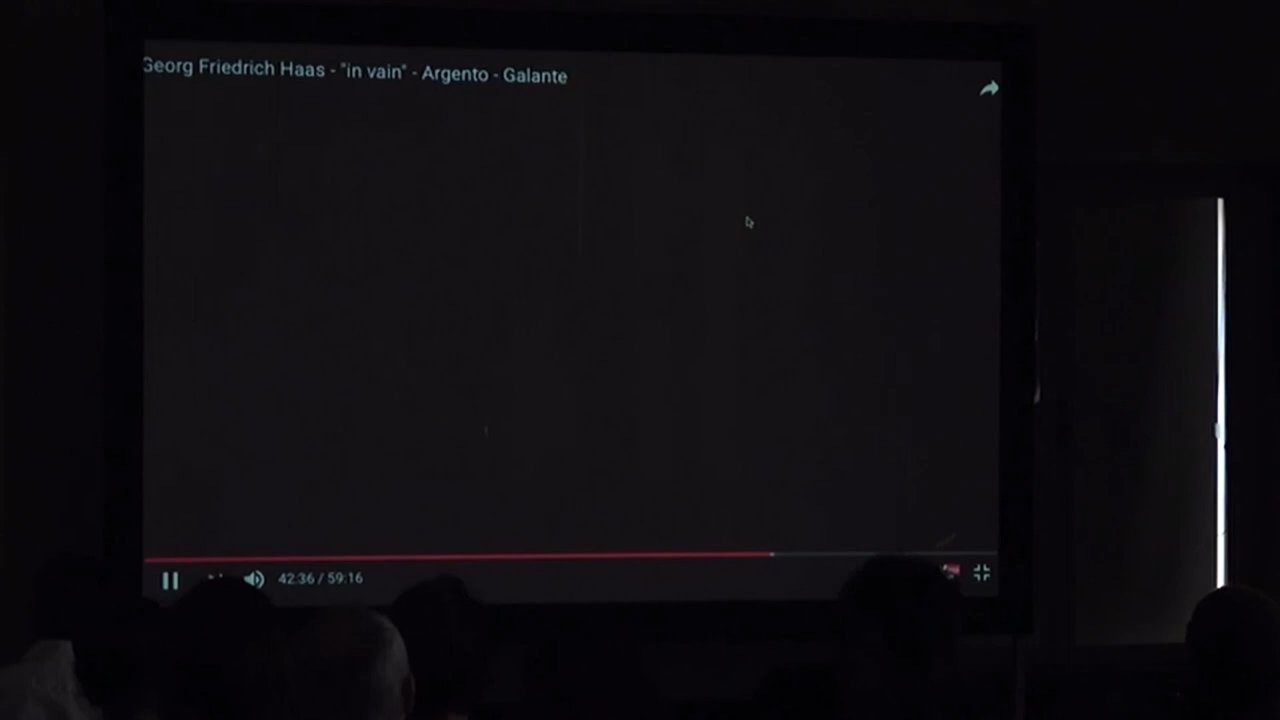 Georg Friedrich Haas - "in vain" - Argento - Galante
42:36 / 59:16